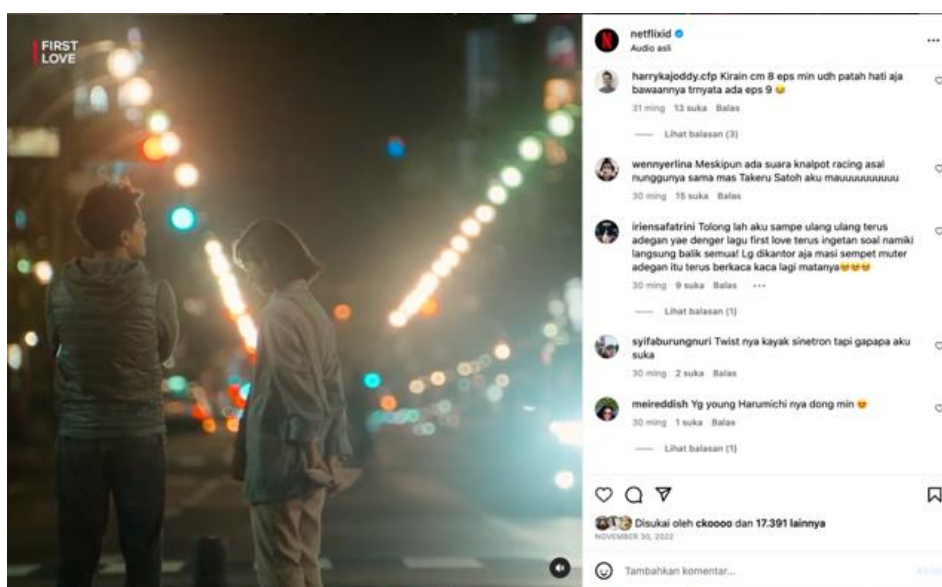 FIRST
LOVE
netflixid
Audio asli
harrykajoddy.cfp Kirain cm 8 eps min udh patah hati aja
bawaannya trnyata ada eps 9
31 ming 13 suka Balas
Lihat balasan (3)
wennyerlina Meskipun ada suara knalpot racing asal
nunggunya sama mas Takeru Satoh aku mauuuuuuuuuu
30 ming 15 suka Balas
iriensafatrini Tolong lah aku sampe ulang ulang terus
adegan yae denger lagu first love terus ingetan soal namiki
langsung balik semua! Lg dikantor aja masi sempet muter
adegan itu terus berkaca kaca lagi matanya
30 ming 9 suka Balas
Lihat balasan (1)
syifaburungnuri Twist nya kayak sinetron tapi gapapa aku
suka
30 ming 2 suka Balas
meireddish Yg young Harumichi nya dong min
30 ming 1 suka Balas
Lihat balasan (1)
Disukai oleh ckoooo dan 17.391 lainnya
NOVEMBER 30, 2022
Tambahkan komentar...